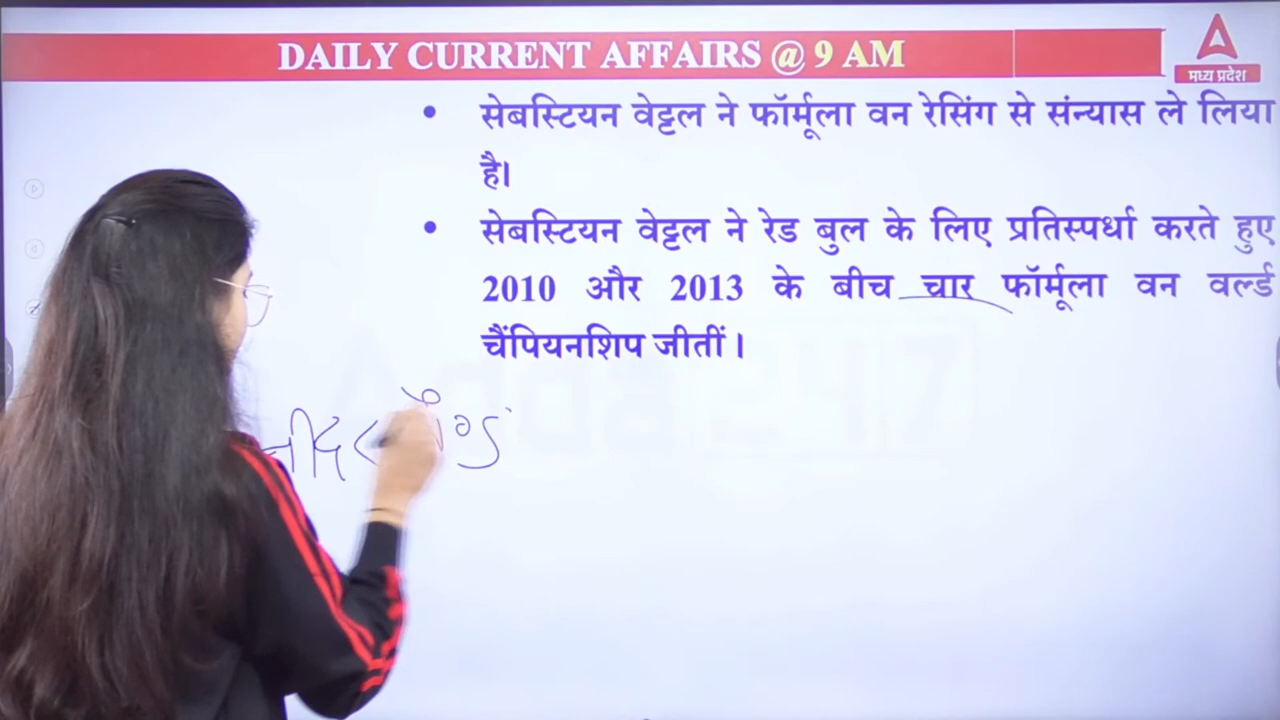 DAILY CURRENT AFFAIRS @ 9 AM
मध्य प्रदेश
• सेबस्टियन वेट्टल ने फॉर्मूला वन रेसिंग से संन्यास ले लिया
है।
• सेबस्टियन वेट्टल ने रेड बुल के लिए प्रतिस्पर्धा करते हुए
2010 और 2013 के बीच चार फॉर्मूला वन वर्ल्ड
चैंपियनशिप जीतीं।